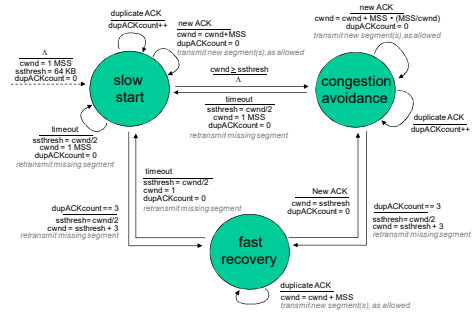 duplicate ACK
dupACKcount++
new ACK
cwnd = cwnd+MSS
dupACKcount = 0
transmit new segment(s), as allowed
new ACK
cwnd = cwnd + MSS • (MSS/cwnd)
dupACKcount = 0
transmit new segment(s), as allowed
Λ
cwnd = 1 MSS
ssthresh = 64 KB
dupACKcount = 0
slow
start
cwnd ≥ ssthresh
Λ
timeout
ssthresh = cwnd/2
cwnd = 1 MSS
dupACKcount = 0
retransmit missing segment
congestion
avoidance
duplicate ACK
dupACKcount++
timeout
ssthresh = cwnd/2
cwnd = 1 MSS
dupACKcount = 0
retransmit missing segment
timeout
ssthresh = cwnd/2
cwnd = 1
dupACKcount = 0
retransmit missing segment
New ACK
cwnd = ssthresh
dupACKcount = 0
dupACKcount == 3
ssthresh= cwnd/2
cwnd = ssthresh + 3
retransmit missing segment
dupACKcount == 3
ssthresh= cwnd/2
cwnd = ssthresh + 3
retransmit missing segment
fast
recovery
duplicate ACK
cwnd = cwnd + MSS
transmit new segment(s), as allowed